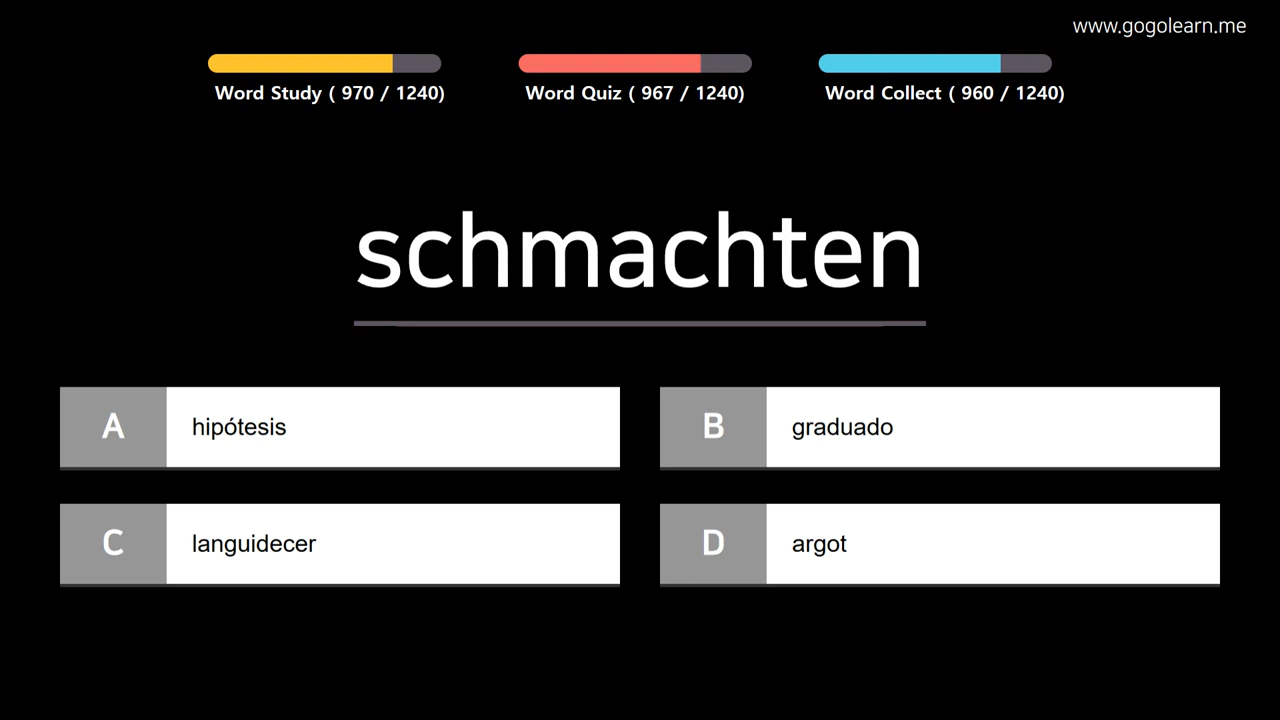 www.gogolearn.me
Word Study ( 970 / 1240)
Word Quiz ( 967 / 1240)
Word Collect ( 960 / 1240)
schmachten
A hipótesis
B graduado
C languidecer
D argot